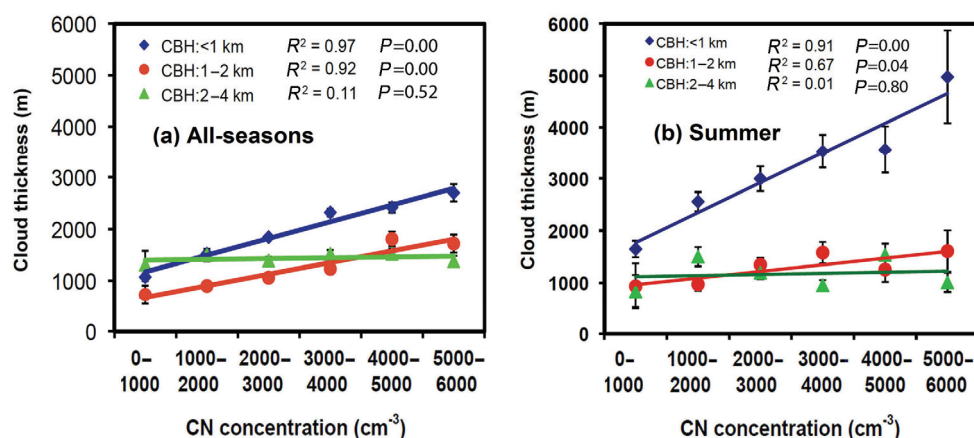 Cloud thickness (m)
6000
5000
4000
3000
2000
1000
0
CBH:<1 km R² = 0.97 P=0.00
CBH:1–2 km R² = 0.92 P=0.00
CBH:2–4 km R² = 0.11 P=0.52
(a) All-seasons
0– 1000– 2000– 3000– 4000– 5000–
1000 2000 3000 4000 5000 6000
CN concentration (cm⁻³)
Cloud thickness (m)
6000
5000
4000
3000
2000
1000
0
CBH:<1 km R² = 0.91 P=0.00
CBH:1–2 km R² = 0.67 P=0.04
CBH:2–4 km R² = 0.01 P=0.80
(b) Summer
0– 1000– 2000– 3000– 4000– 5000–
1000 2000 3000 4000 5000 6000
CN concentration (cm⁻³)